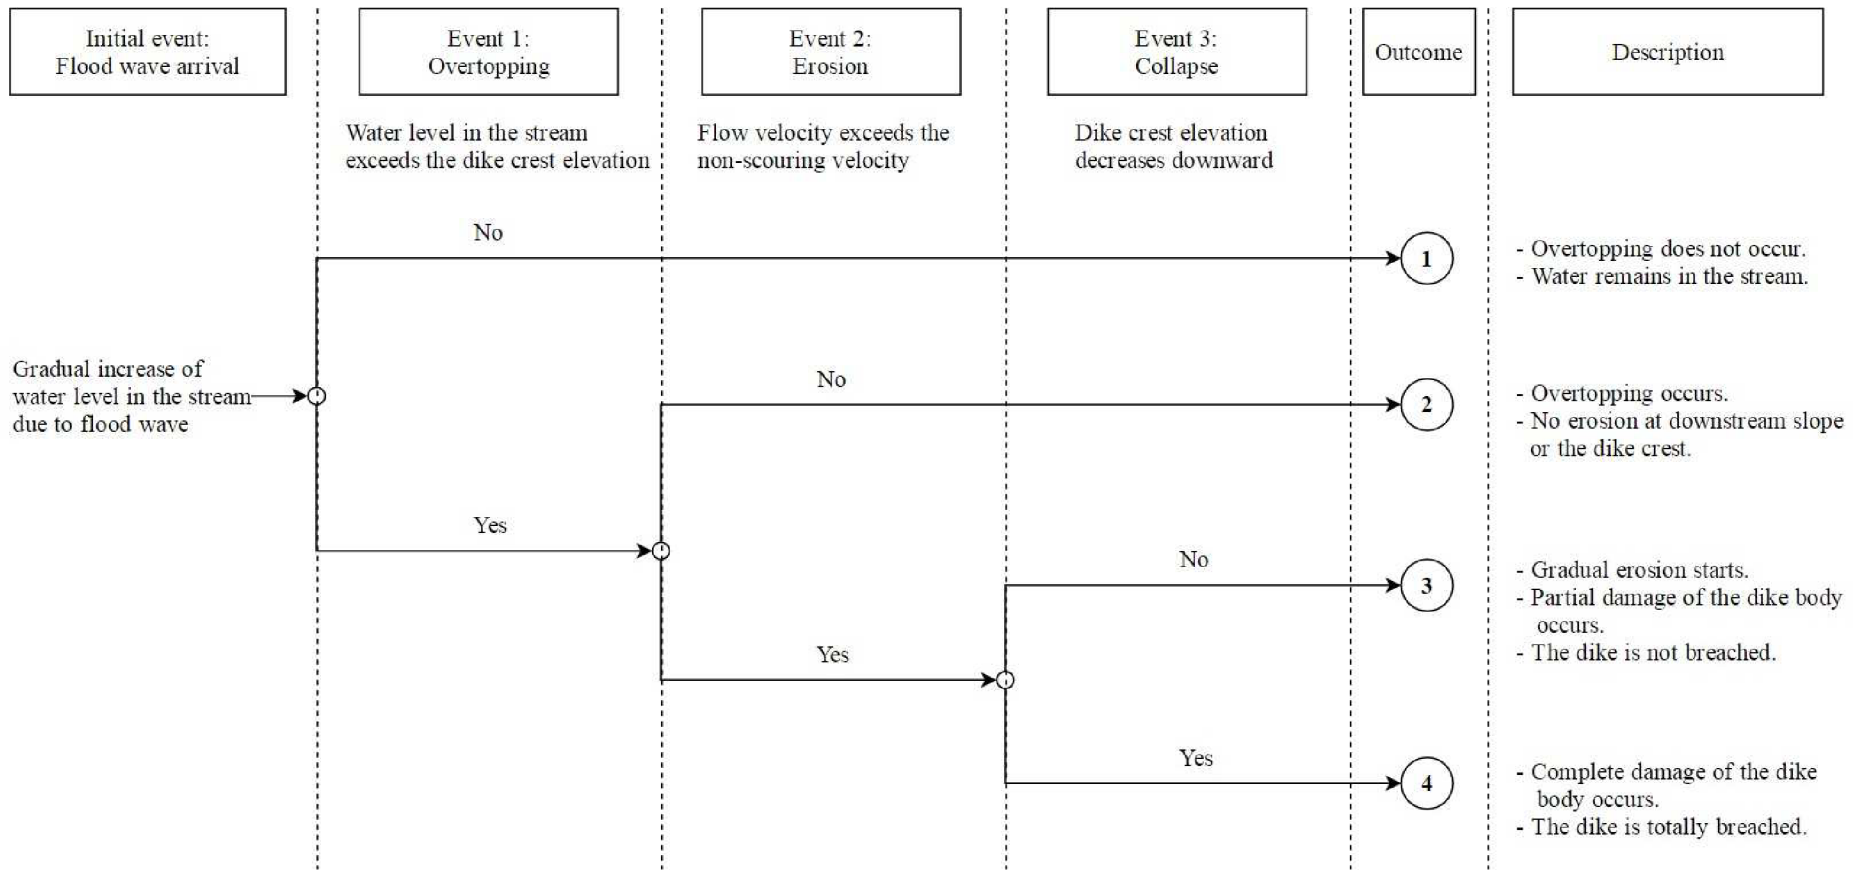 Initial event:
Flood wave arrival
Event 1:
Overtopping
Event 2:
Erosion
Event 3:
Collapse
Outcome
Description
Water level in the stream
exceeds the dike crest elevation
Flow velocity exceeds the
non-scouring velocity
Dike crest elevation
decreases downward
No
1
- Overtopping does not occur.
- Water remains in the stream.
Gradual increase of
water level in the stream
due to flood wave
No
2
- Overtopping occurs.
- No erosion at downstream slope
or the dike crest.
Yes
No
3
- Gradual erosion starts.
- Partial damage of the dike body
occurs.
- The dike is not breached.
Yes
Yes
4
- Complete damage of the dike
body occurs.
- The dike is totally breached.